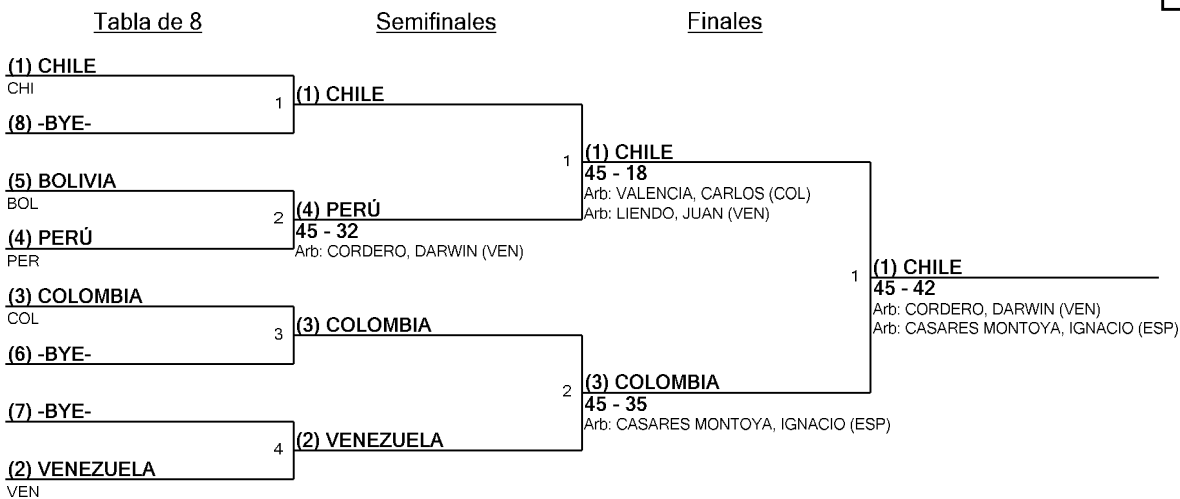 Tabla de 8
Semifinales
Finales
(1) CHILE
CHI
1
(8) -BYE-
(1) CHILE
(5) BOLIVIA
BOL
2
(4) PERÚ
PER
(4) PERÚ
45 - 32
Arb: CORDERO, DARWIN (VEN)
1
(1) CHILE
45 - 18
Arb: VALENCIA, CARLOS (COL)
Arb: LIENDO, JUAN (VEN)
(3) COLOMBIA
COL
3
(6) -BYE-
(3) COLOMBIA
(7) -BYE-
4
(2) VENEZUELA
VEN
(2) VENEZUELA
2
(3) COLOMBIA
45 - 35
Arb: CASARES MONTOYA, IGNACIO (ESP)
1
(1) CHILE
45 - 42
Arb: CORDERO, DARWIN (VEN)
Arb: CASARES MONTOYA, IGNACIO (ESP)